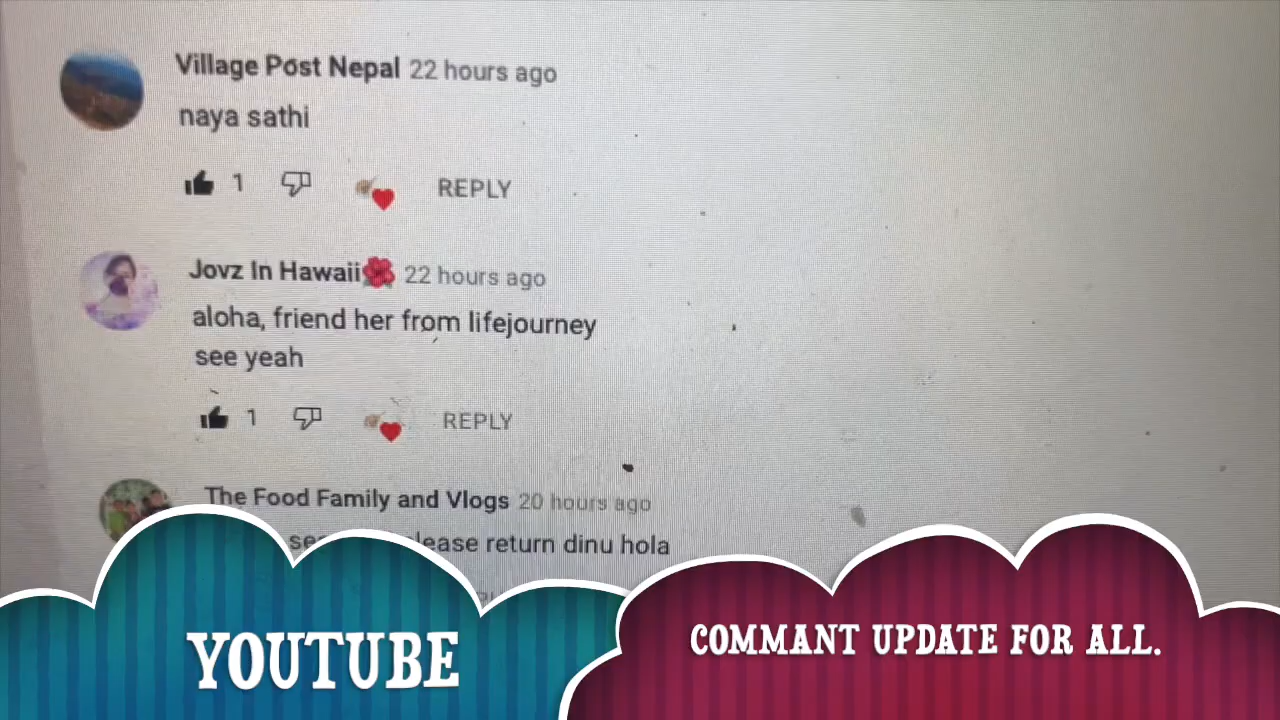 Village Post Nepal 22 hours ago
naya sathi
1 REPLY
Jovz In Hawaii🌺 22 hours ago
aloha, friend her from lifejourney
see yeah
1 REPLY
The Food Family and Vlogs 20 hours ago
return dinu hola
YOUTUBE
COMMANT UPDATE FOR ALL.